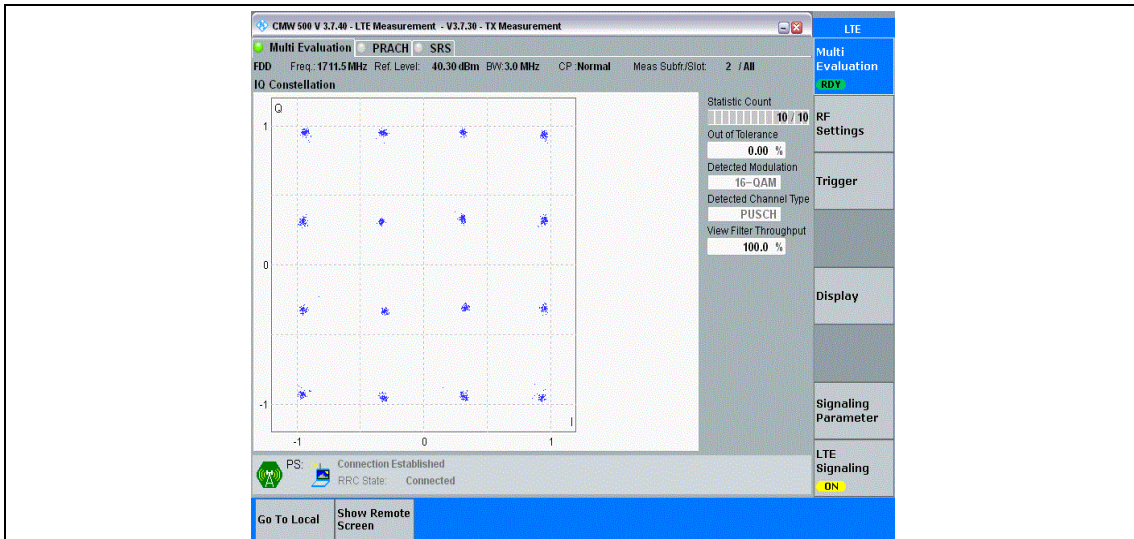 CMW 500 V 3.7.40 - LTE Measurement - V3.7.30 - TX Measurement
LTE
Multi Evaluation PRACH SRS
FDD Freq.: 1711.5 MHz Ref. Level: 40.30 dBm BW: 3.0 MHz CP :Normal Meas Subfr./Slot: 2 / All
IQ Constellation
Q
1
0
-1
-1 0 1
I
Statistic Count
10 / 10
Out of Tolerance
0.00 %
Detected Modulation
16-QAM
Detected Channel Type
PUSCH
View Filter Throughput
100.0 %
PS: Connection Established
RRC State: Connected
Multi
Evaluation
RDY
RF
Settings
Trigger
Display
Signaling
Parameter
LTE
Signaling
ON
Go To Local
Show Remote
Screen